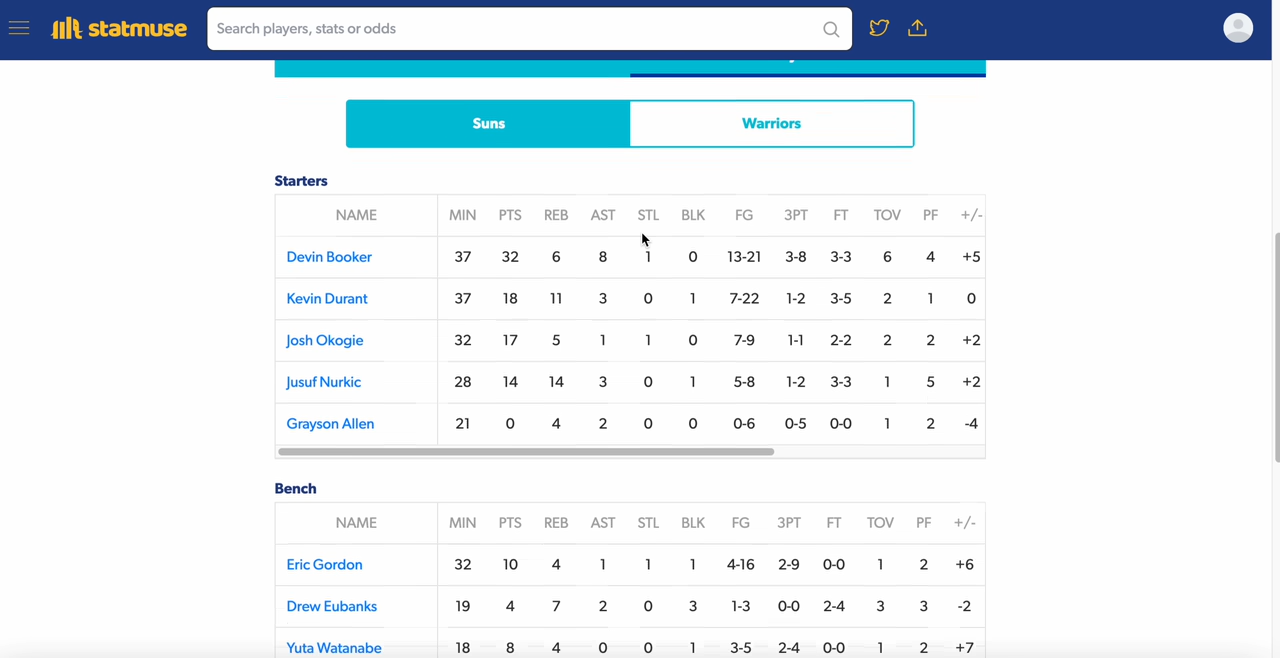 statmuse
Search players, stats or odds
Suns Warriors
Starters
NAME MIN PTS REB AST STL BLK FG 3PT FT TOV PF +/-
Devin Booker 37 32 6 8 1 0 13-21 3-8 3-3 6 4 +5
Kevin Durant 37 18 11 3 0 1 7-22 1-2 3-5 2 1 0
Josh Okogie 32 17 5 1 1 0 7-9 1-1 2-2 2 2 +2
Jusuf Nurkic 28 14 14 3 0 1 5-8 1-2 3-3 1 5 +2
Grayson Allen 21 0 4 2 0 0 0-6 0-5 0-0 1 2 -4
Bench
NAME MIN PTS REB AST STL BLK FG 3PT FT TOV PF +/-
Eric Gordon 32 10 4 1 1 1 4-16 2-9 0-0 1 2 +6
Drew Eubanks 19 4 7 2 0 3 1-3 0-0 2-4 3 3 -2
Yuta Watanabe 18 8 4 0 0 1 3-5 2-4 0-0 1 2 +7